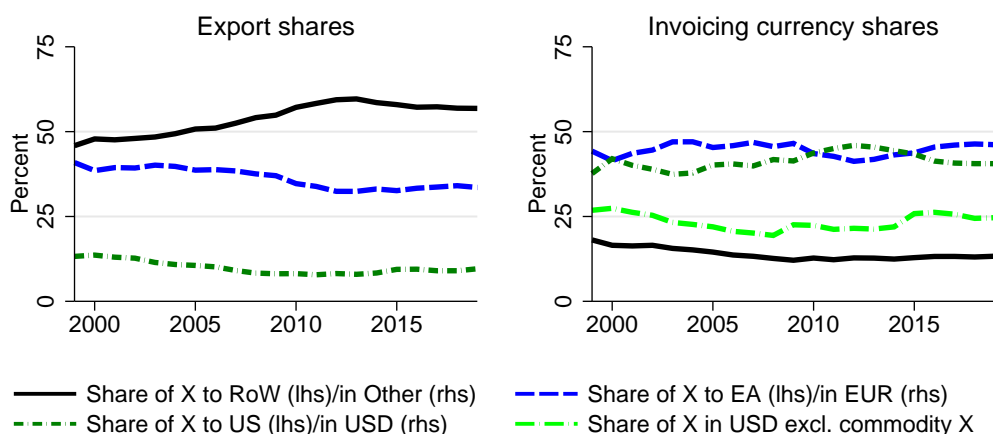 Export shares
Percent
75
50
25
0
2000 2005 2010 2015
Invoicing currency shares
Percent
75
50
25
0
2000 2005 2010 2015
Share of X to RoW (lhs)/in Other (rhs)
Share of X to EA (lhs)/in EUR (rhs)
Share of X to US (lhs)/in USD (rhs)
Share of X in USD excl. commodity X